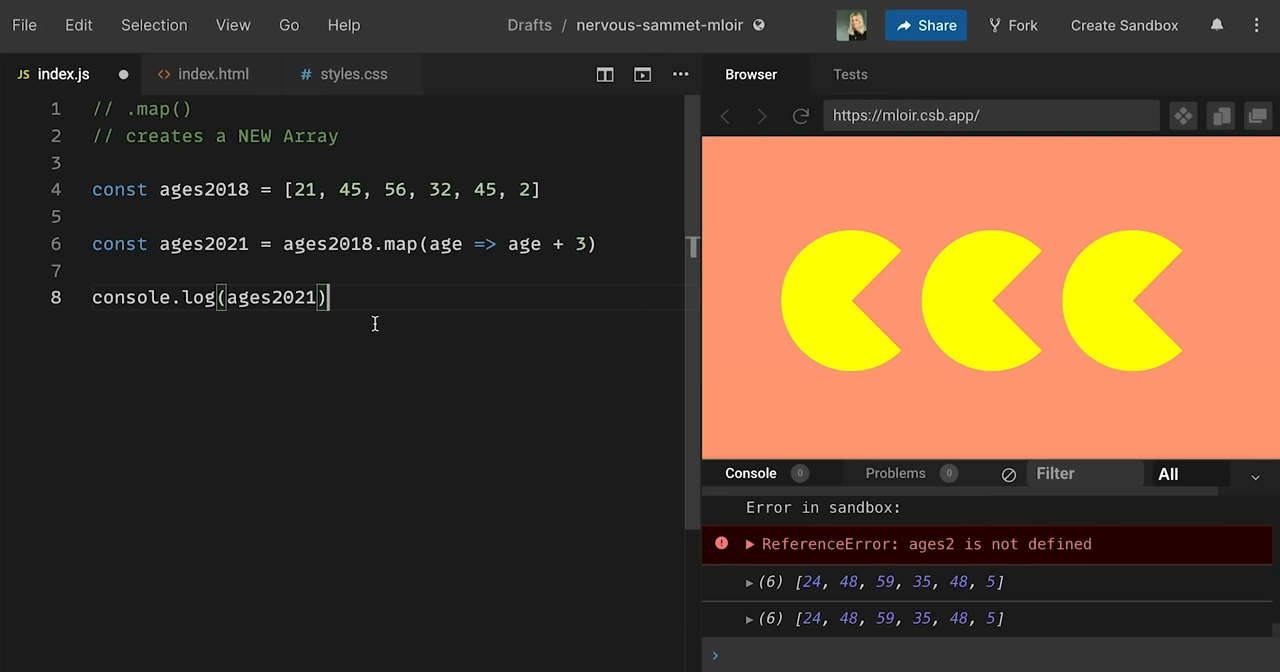 File Edit Selection View Go Help Drafts / nervous-sammet-mloir Share Fork Create Sandbox
JS index.js <> index.html # styles.css Browser Tests
https://mloir.csb.app/
1 // .map()
2 // creates a NEW Array
3
4 const ages2018 = [21, 45, 56, 32, 45, 2]
5
6 const ages2021 = ages2018.map(age => age + 3)
7
8 console.log(ages2021)
Console 0 Problems 0 Filter All
Error in sandbox:
ReferenceError: ages2 is not defined
(6) [24, 48, 59, 35, 48, 5]
(6) [24, 48, 59, 35, 48, 5]